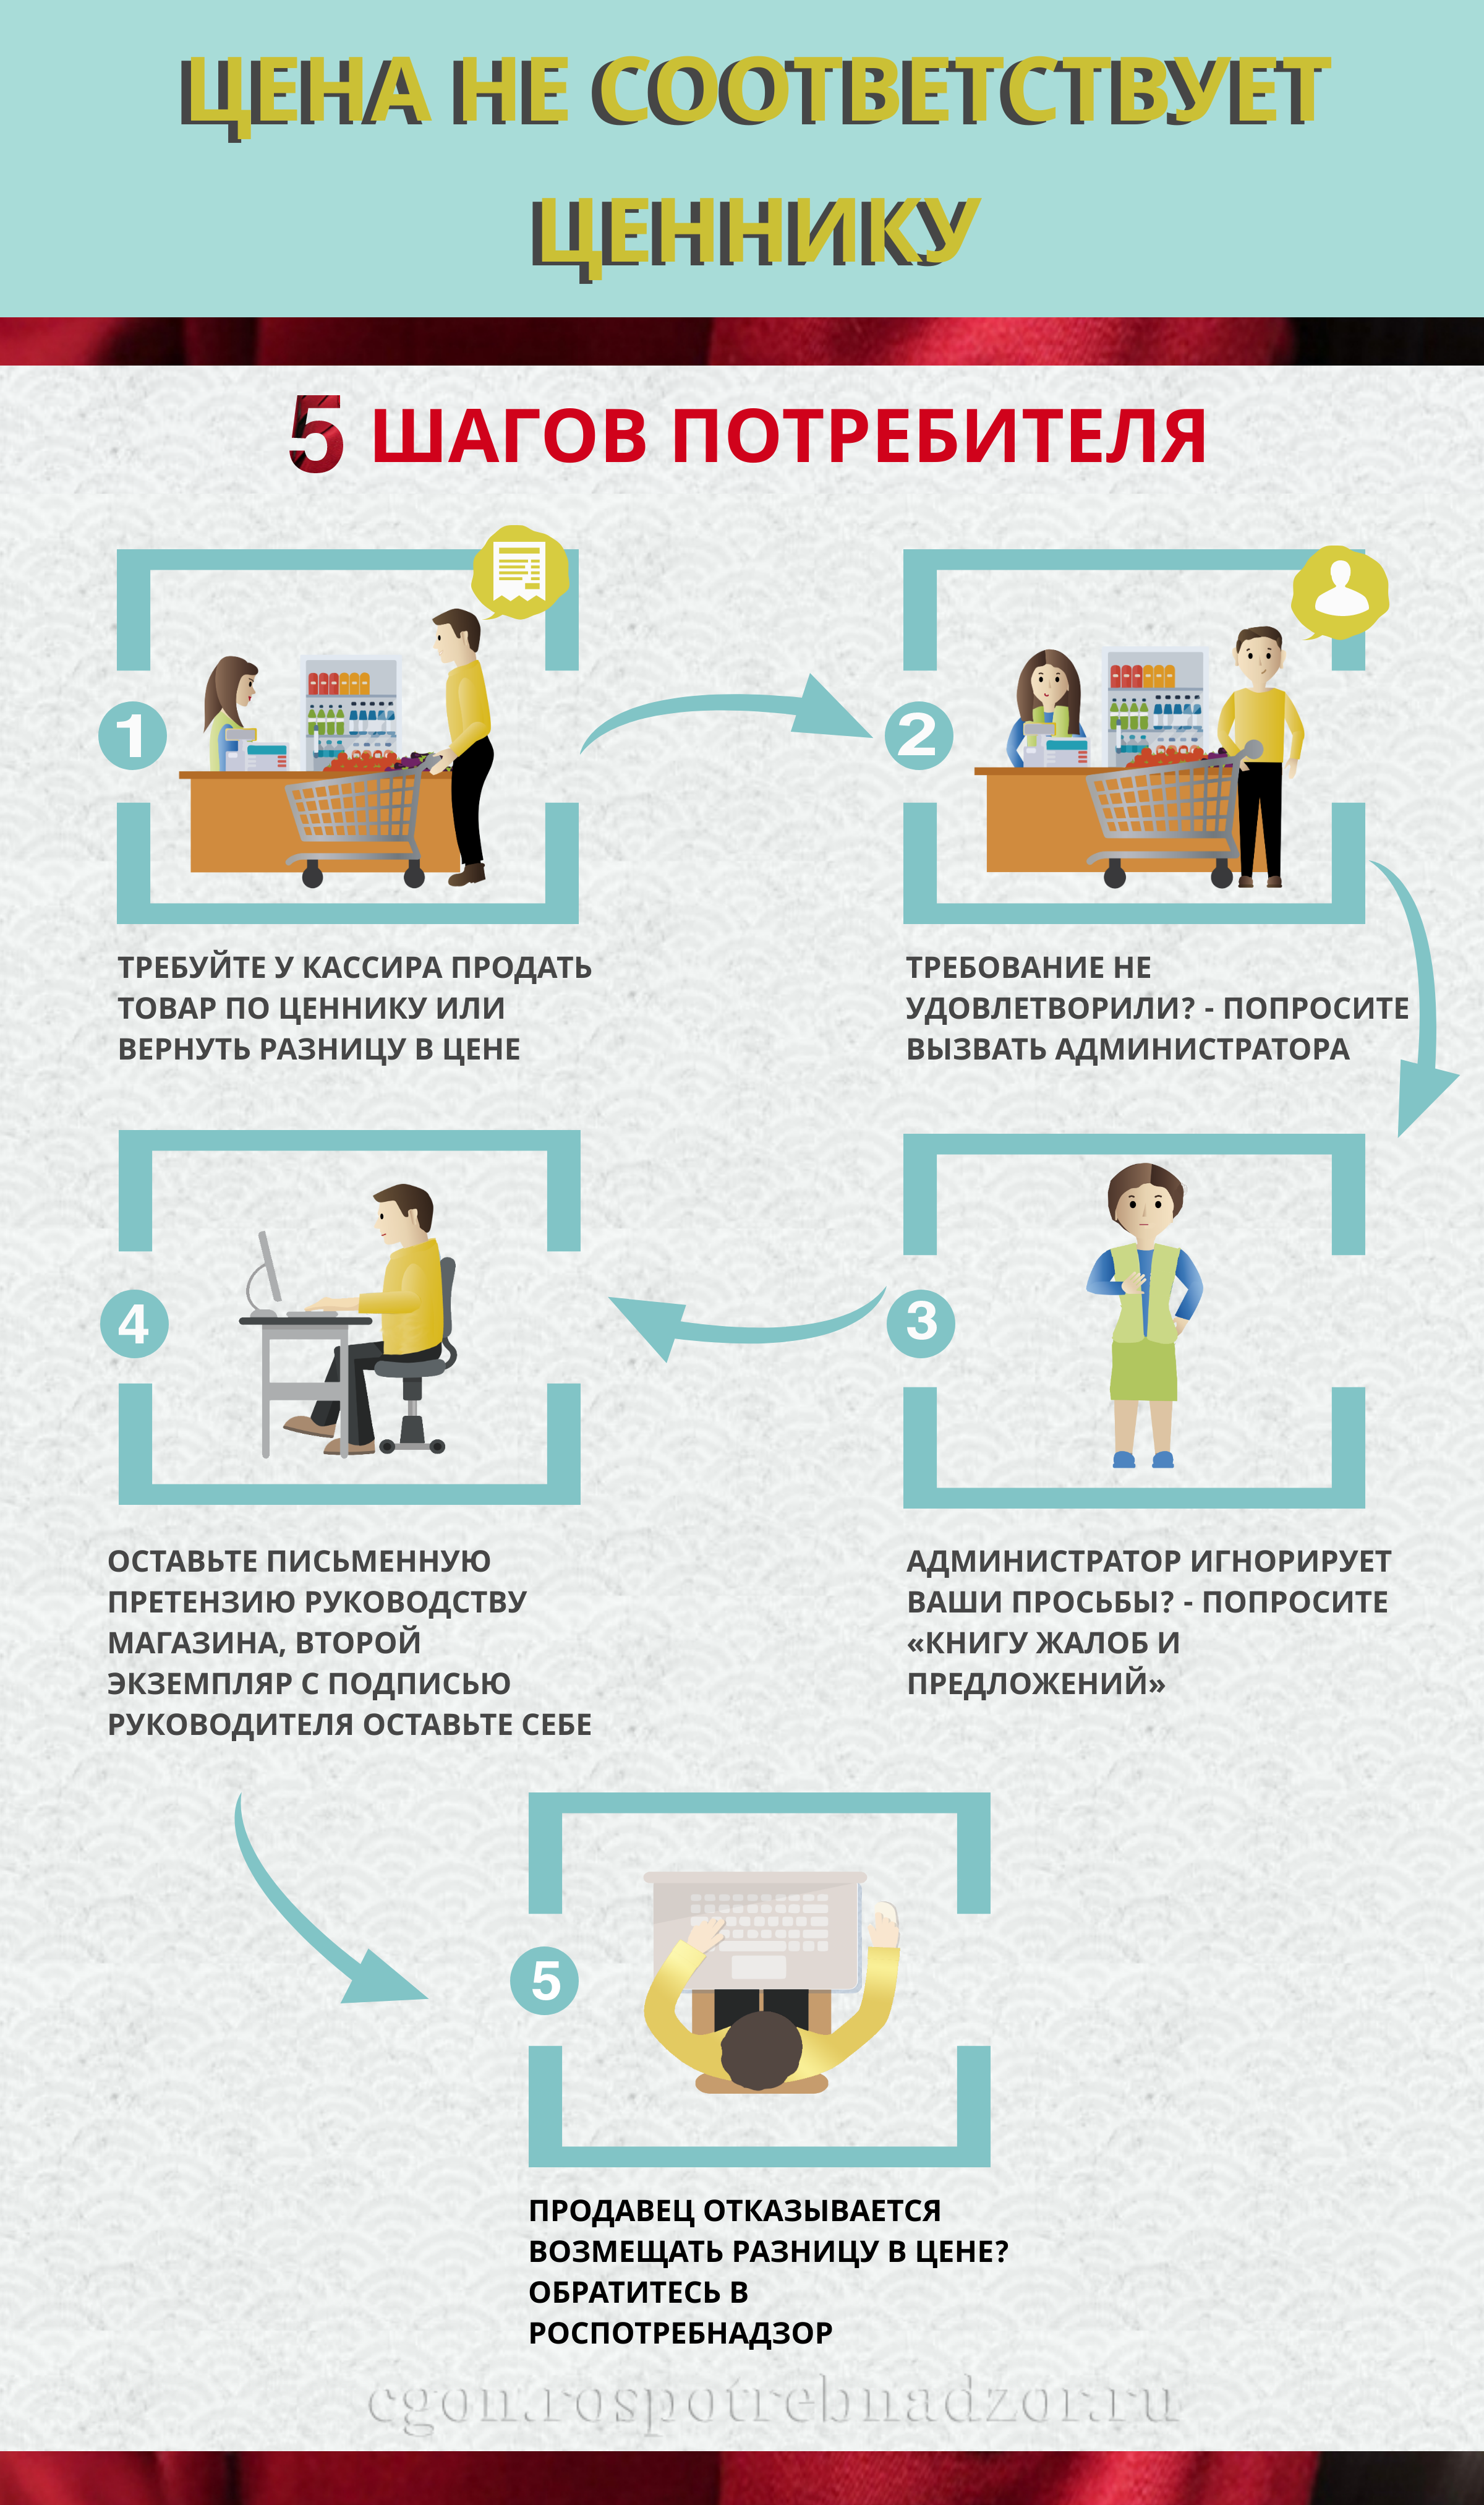 ЦЕНА НЕ СООТВЕТСТВУЕТ
ЦЕННИКУ
5 ШАГОВ ПОТРЕБИТЕЛЯ
1
ТРЕБУЙТЕ У КАССИРА ПРОДАТЬ
ТОВАР ПО ЦЕННИКУ ИЛИ
ВЕРНУТЬ РАЗНИЦУ В ЦЕНЕ
2
ТРЕБОВАНИЕ НЕ
УДОВЛЕТВОРИЛИ? - ПОПРОСИТЕ
ВЫЗВАТЬ АДМИНИСТРАТОРА
3
АДМИНИСТРАТОР ИГНОРИРУЕТ
ВАШИ ПРОСЬБЫ? - ПОПРОСИТЕ
«КНИГУ ЖАЛОБ И
ПРЕДЛОЖЕНИЙ»
4
ОСТАВЬТЕ ПИСЬМЕННУЮ
ПРЕТЕНЗИЮ РУКОВОДСТВУ
МАГАЗИНА, ВТОРОЙ
ЭКЗЕМПЛЯР С ПОДПИСЬЮ
РУКОВОДИТЕЛЯ ОСТАВЬТЕ СЕБЕ
5
ПРОДАВЕЦ ОТКАЗЫВАЕТСЯ
ВОЗМЕЩАТЬ РАЗНИЦУ В ЦЕНЕ?
ОБРАТИТЕСЬ В
РОСПОТРЕБНАДЗОР
cgon.rospotrebnadzor.ru